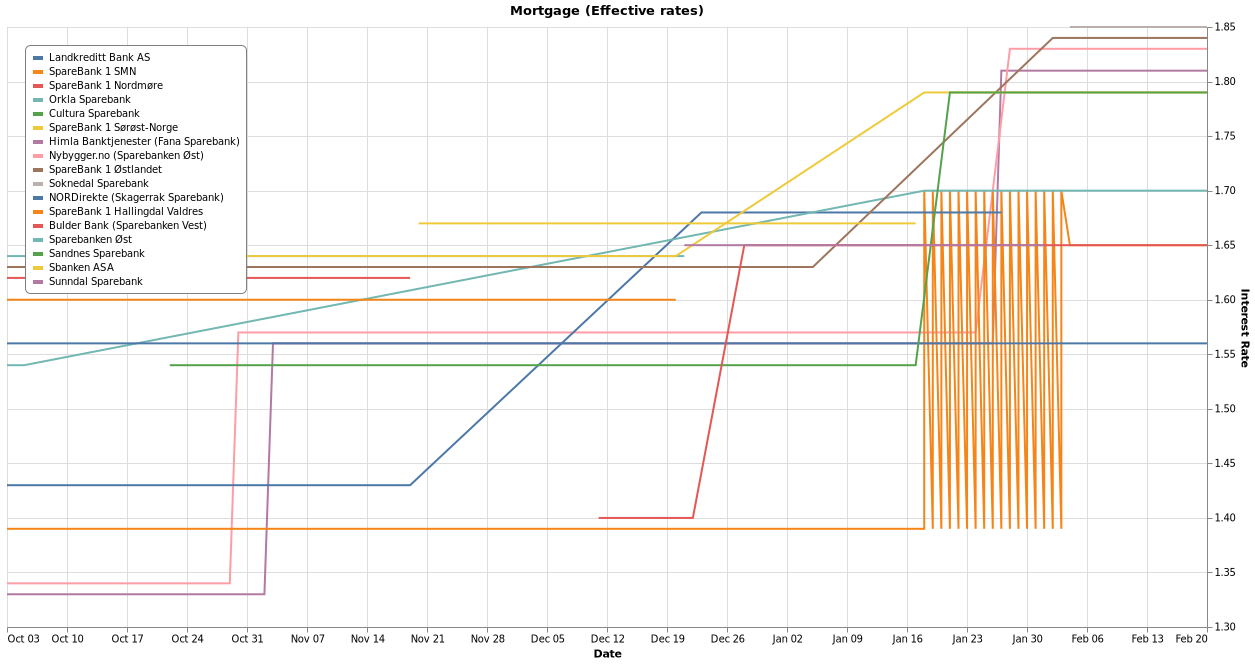 Mortgage (Effective rates)
Landkreditt Bank AS
SpareBank 1 SMN
SpareBank 1 Nordmøre
Orkla Sparebank
Cultura Sparebank
SpareBank 1 Sørøst-Norge
Himla Banktjenester (Fana Sparebank)
Nybygger.no (Sparebanken Øst)
SpareBank 1 Østlandet
Soknedal Sparebank
NORDirekte (Skagerrak Sparebank)
SpareBank 1 Hallingdal Valdres
Bulder Bank (Sparebanken Vest)
Sparebanken Øst
Sandnes Sparebank
Sbanken ASA
Sunndal Sparebank
1.85
1.80
1.75
1.70
1.65
1.60
1.55
1.50
1.45
1.40
1.35
1.30
Interest Rate
Oct 03 Oct 10 Oct 17 Oct 24 Oct 31 Nov 07 Nov 14 Nov 21 Nov 28 Dec 05 Dec 12 Dec 19 Dec 26 Jan 02 Jan 09 Jan 16 Jan 23 Jan 30 Feb 06 Feb 13 Feb 20
Date